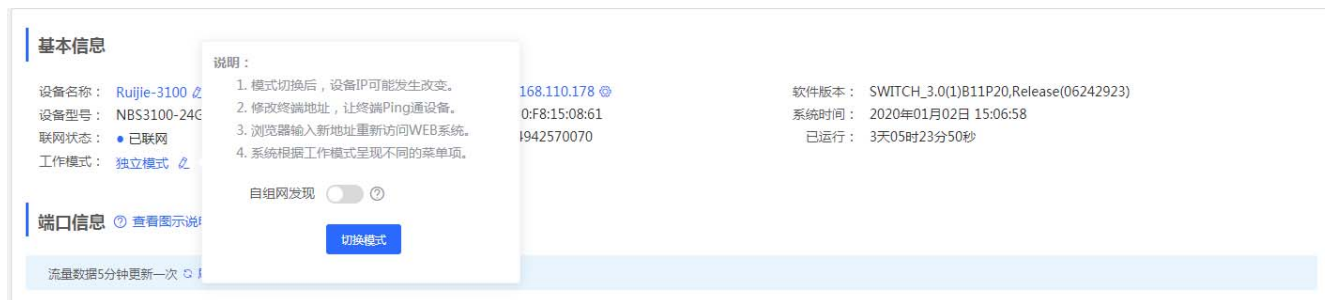 基本信息
设备名称： Ruijie-3100
168.110.178
软件版本： SWITCH_3.0(1)B11P20,Release(06242923)
设备型号： NBS3100-24G
0:F8:15:08:61
系统时间： 2020年01月02日 15:06:58
联网状态： 已联网
4942570070
已运行： 3天05时23分50秒
工作模式： 独立模式
说明：
1. 模式切换后，设备IP可能发生改变。
2. 修改终端地址，让终端Ping通设备。
3. 浏览器输入新地址重新访问WEB系统。
4. 系统根据工作模式呈现不同的菜单项。
自组网发现
切换模式
端口信息 查看图示说
流量数据5分钟更新一次